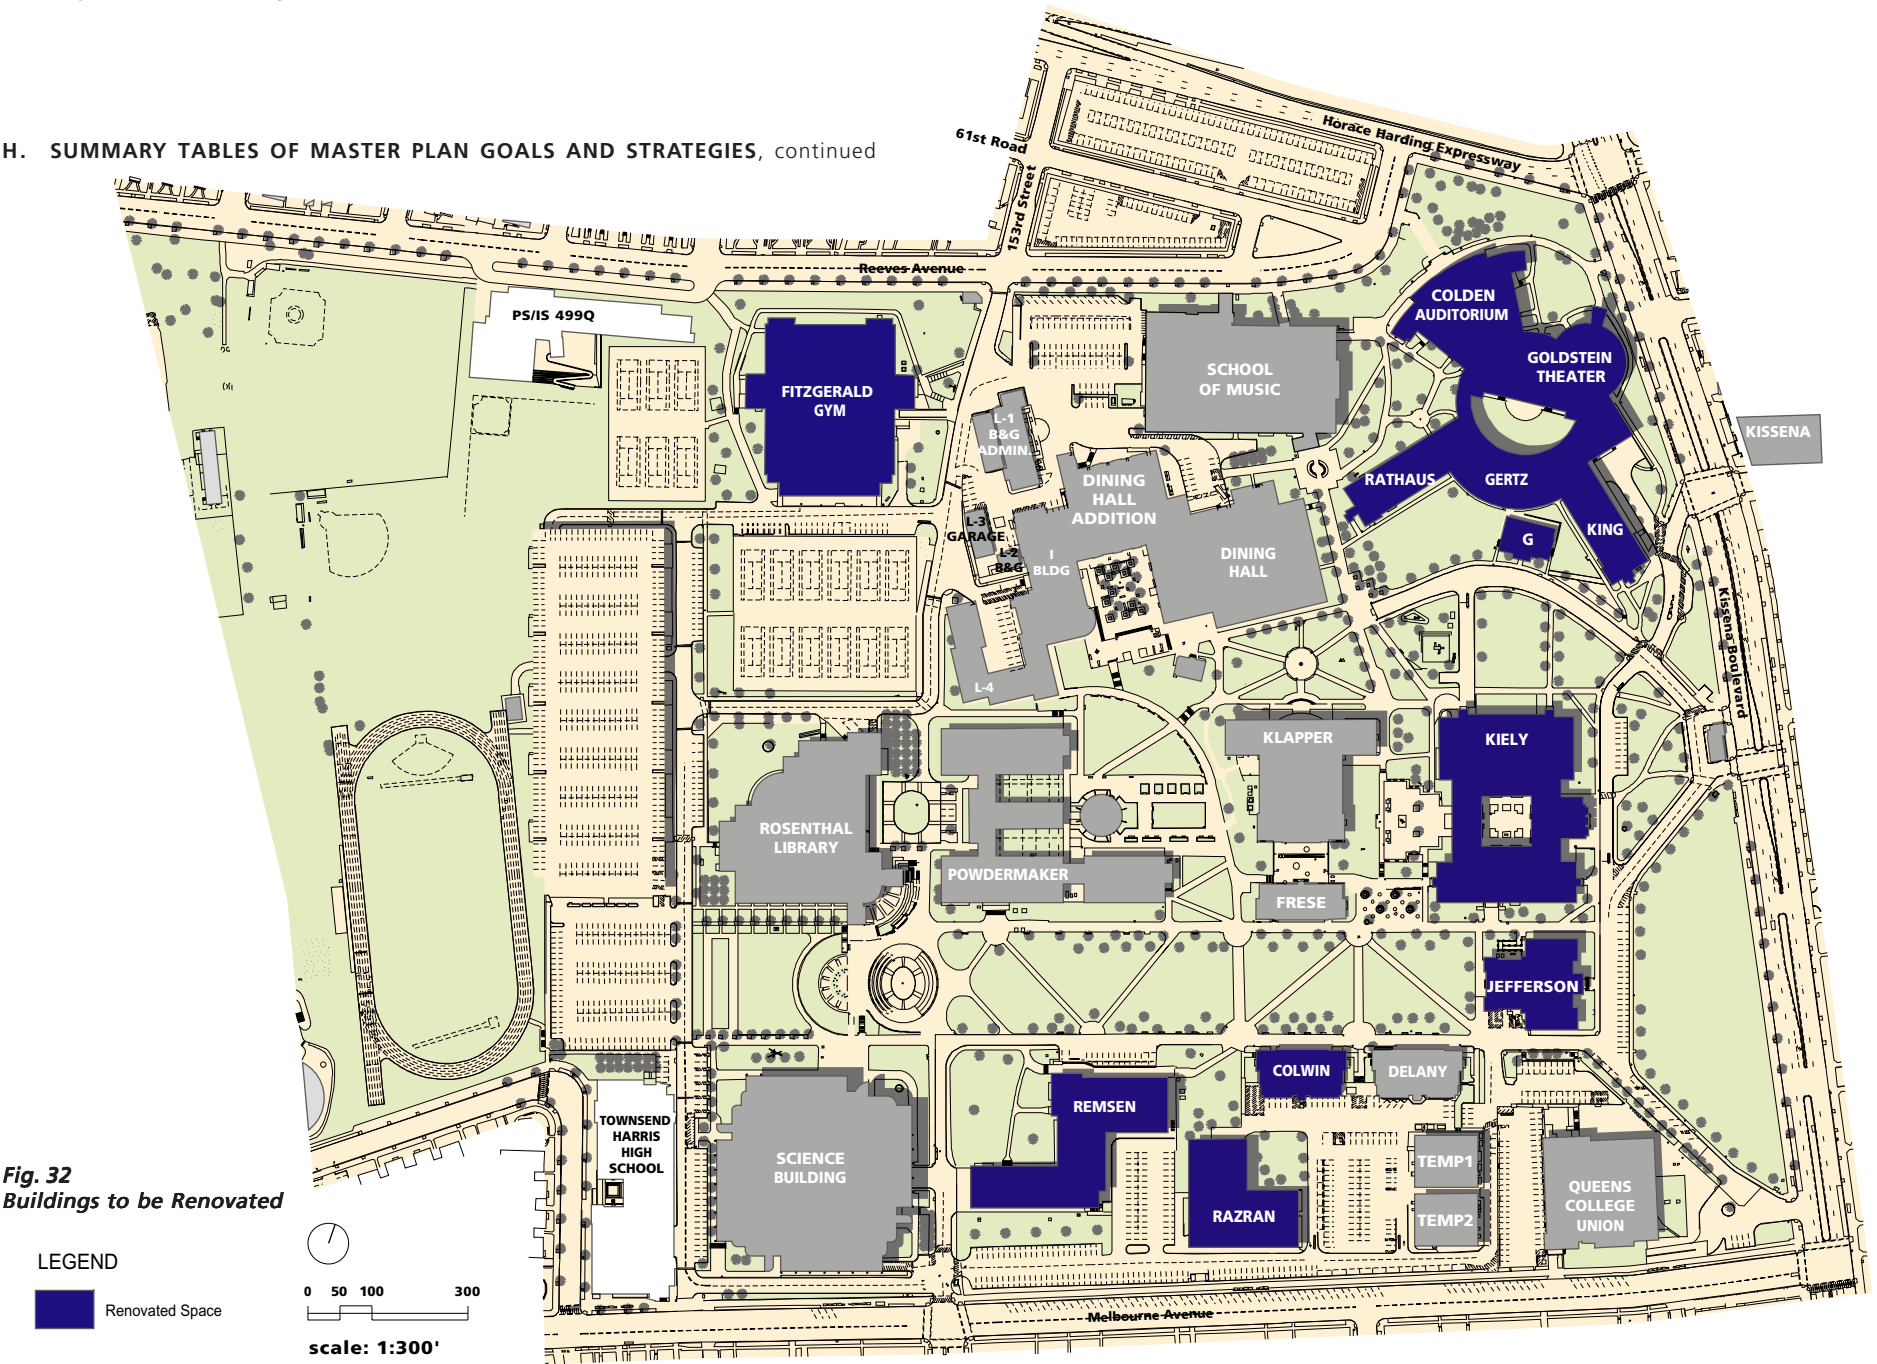 H. SUMMARY TABLES OF MASTER PLAN GOALS AND STRATEGIES, continued
Horace Harding Expressway
61st Road
153rd Street
Reeves Avenue
PS/IS 499Q
COLDEN
AUDITORIUM
GOLDSTEIN
THEATER
FITZGERALD
GYM
SCHOOL
OF MUSIC
L-1
B&G
ADMIN.
KISSENA
DINING
HALL
ADDITION
RATHAUS
GERTZ
KING
G
L-3
GARAGE
L-2
B&G
I
BLDG
DINING
HALL
Kissena Boulevard
L-4
KLAPPER
KIELY
ROSENTHAL
LIBRARY
POWDERMAKER
FRESE
JEFFERSON
COLWIN
DELANY
REMSEN
TOWNSEND
HARRIS
HIGH
SCHOOL
SCIENCE
BUILDING
TEMP1
TEMP2
RAZRAN
QUEENS
COLLEGE
UNION
Melbourne Avenue
Fig. 32
Buildings to be Renovated
LEGEND
Renovated Space
0 50 100 300
scale: 1:300'